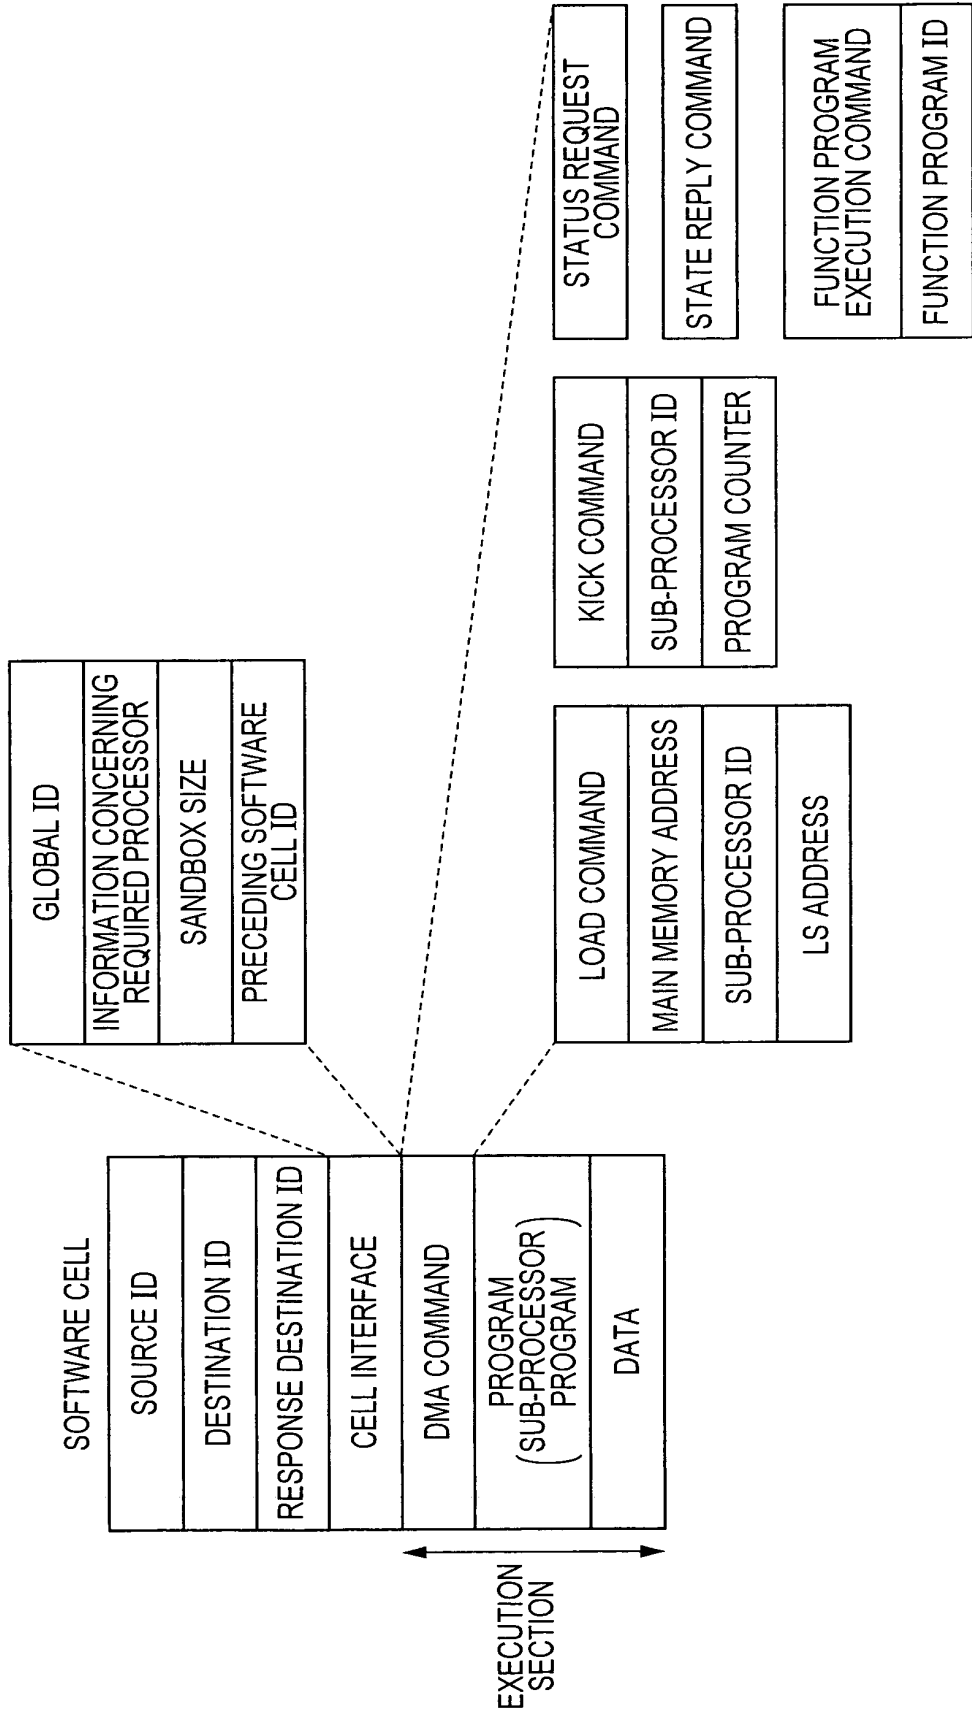 SOFTWARE CELL
SOURCE ID
DESTINATION ID
RESPONSE DESTINATION ID
CELL INTERFACE
DMA COMMAND
PROGRAM
(SUB-PROCESSOR
PROGRAM)
DATA
EXECUTION
SECTION
GLOBAL ID
INFORMATION CONCERNING
REQUIRED PROCESSOR
SANDBOX SIZE
PRECEDING SOFTWARE
CELL ID
LOAD COMMAND
MAIN MEMORY ADDRESS
SUB-PROCESSOR ID
LS ADDRESS
KICK COMMAND
SUB-PROCESSOR ID
PROGRAM COUNTER
STATUS REQUEST
COMMAND
STATE REPLY COMMAND
FUNCTION PROGRAM
EXECUTION COMMAND
FUNCTION PROGRAM ID